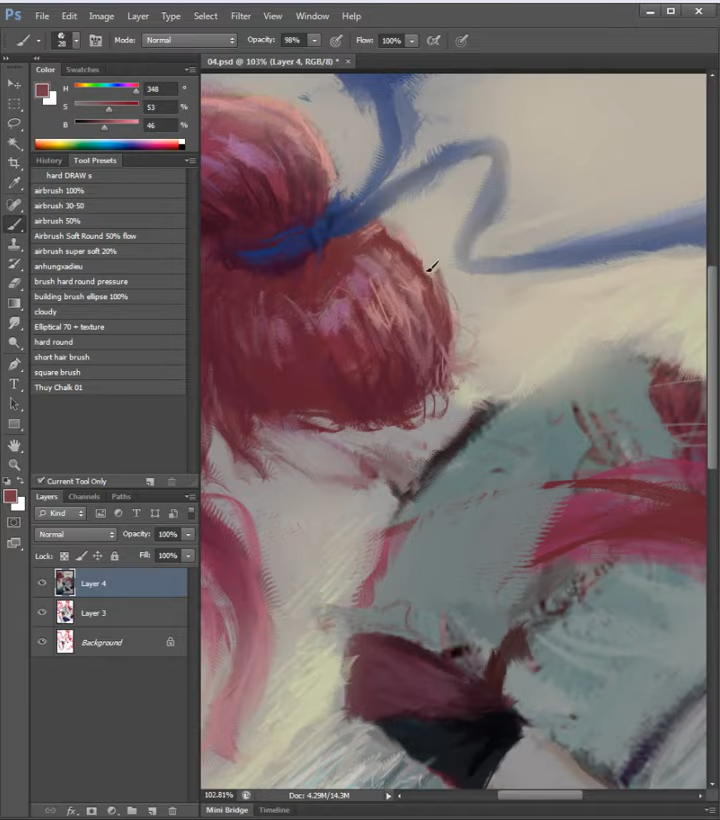 Ps File Edit Image Layer Type Select Filter View Window Help
28 Mode: Normal Opacity: 98% Flow: 100%
04.psd @ 103% (Layer 4, RGB/8) * ×
Color Swatches
H 348 °
S 53 %
B 46 %
History Tool Presets
hard DRAW s
airbrush 100%
airbrush 30-50
airbrush 50%
Airbrush Soft Round 50% flow
airbrush super soft 20%
anhungxadieu
brush hard round pressure
building brush ellipse 100%
cloudy
Elliptical 70 + texture
hard round
short hair brush
square brush
Thuy Chalk 01
Current Tool Only
Layers Channels Paths
Kind
Normal Opacity: 100%
Lock: Fill: 100%
Layer 4
Layer 3
Background
102.81% Doc: 4.29M/14.3M
Mini Bridge Timeline